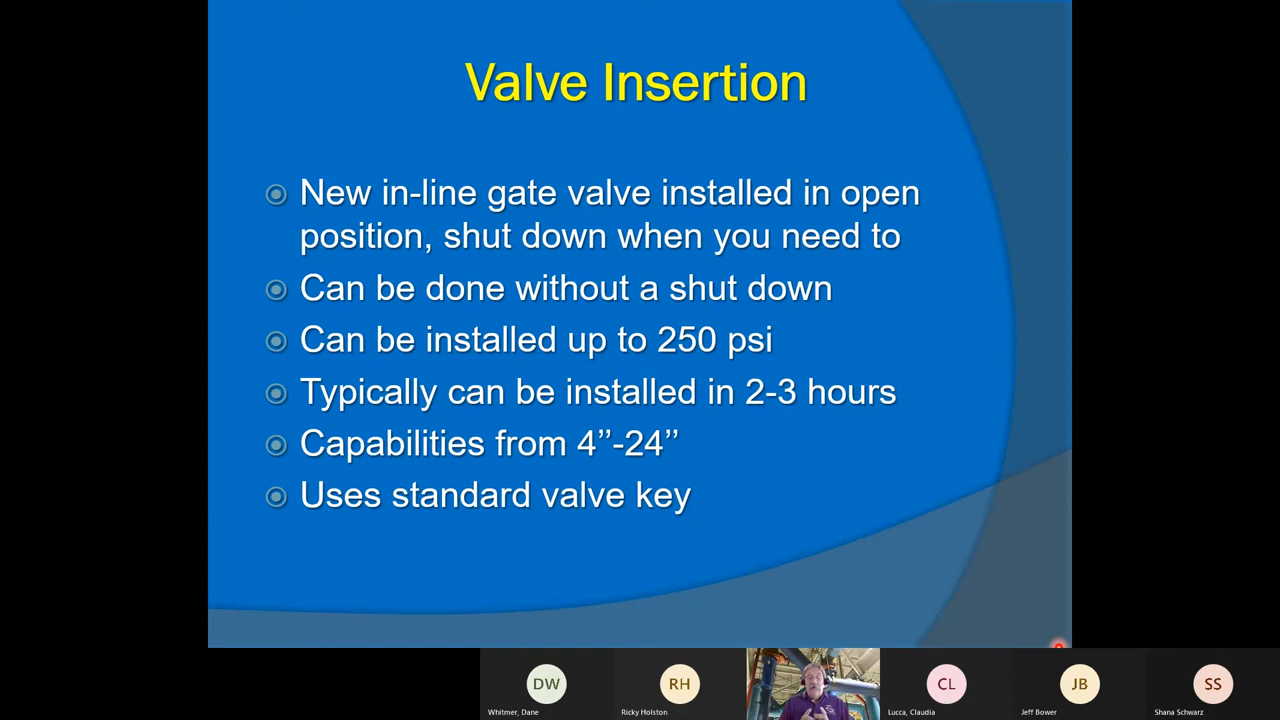 Valve Insertion
New in-line gate valve installed in open
position, shut down when you need to
Can be done without a shut down
Can be installed up to 250 psi
Typically can be installed in 2-3 hours
Capabilities from 4’’-24’’
Uses standard valve key
DW
RH
CL
JB
SS
Whitmer, Dane
Ricky Holston
Lucca, Claudia
Jeff Bower
Shana Schwarz